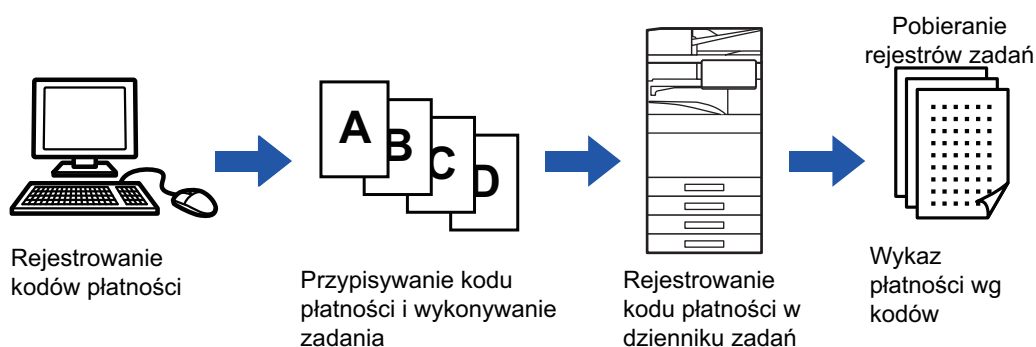 Rejestrowanie
kodów płatności
A
B
C
D
Przypisywanie kodu
płatności i wykonywanie
zadania
Rejestrowanie
kodu płatności w
dzienniku zadań
Pobieranie
rejestrów zadań
Wykaz
płatności wg
kodów